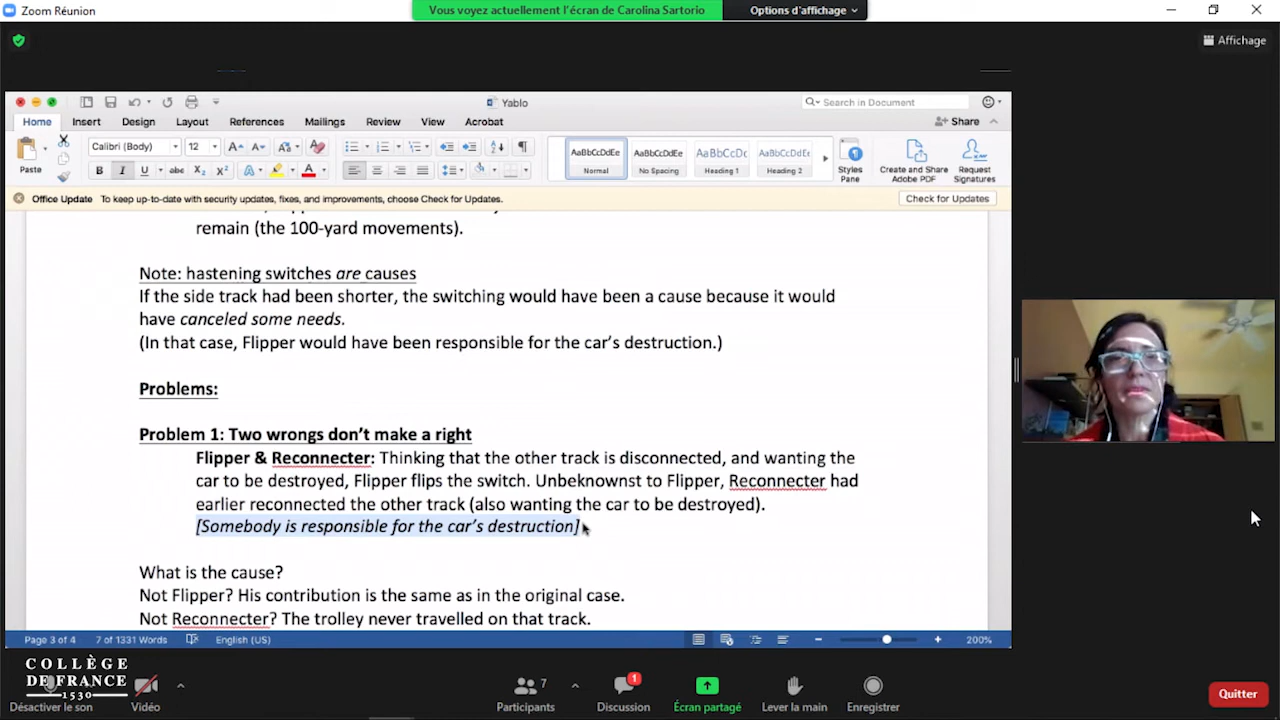 Zoom Réunion
Vous voyez actuellement l'écran de Carolina Sartorio
Options d'affichage
Affichage
Yablo
Search in Document
Home Insert Design Layout References Mailings Review View Acrobat
Share
Calibri (Body) 12
Paste
B I U abc X₂ X²
AaBbCcDdEe AaBbCcDdEe AaBbCcDc AaBbCcDdEe
Normal No Spacing Heading 1 Heading 2
Styles Pane
Create and Share Adobe PDF
Request Signatures
Office Update To keep up-to-date with security updates, fixes, and improvements, choose Check for Updates.
Check for Updates
remain (the 100-yard movements).
Note: hastening switches are causes
If the side track had been shorter, the switching would have been a cause because it would
have canceled some needs.
(In that case, Flipper would have been responsible for the car's destruction.)
Problems:
Problem 1: Two wrongs don't make a right
Flipper & Reconnecter: Thinking that the other track is disconnected, and wanting the
car to be destroyed, Flipper flips the switch. Unbeknownst to Flipper, Reconnecter had
earlier reconnected the other track (also wanting the car to be destroyed).
[Somebody is responsible for the car's destruction]
What is the cause?
Not Flipper? His contribution is the same as in the original case.
Not Reconnecter? The trolley never travelled on that track.
Page 3 of 4 7 of 1331 Words English (US) 200%
COLLÈGE
DE FRANCE
1530
7
1
Désactiver le son Vidéo Participants Discussion Écran partagé Lever la main Enregistrer
Quitter